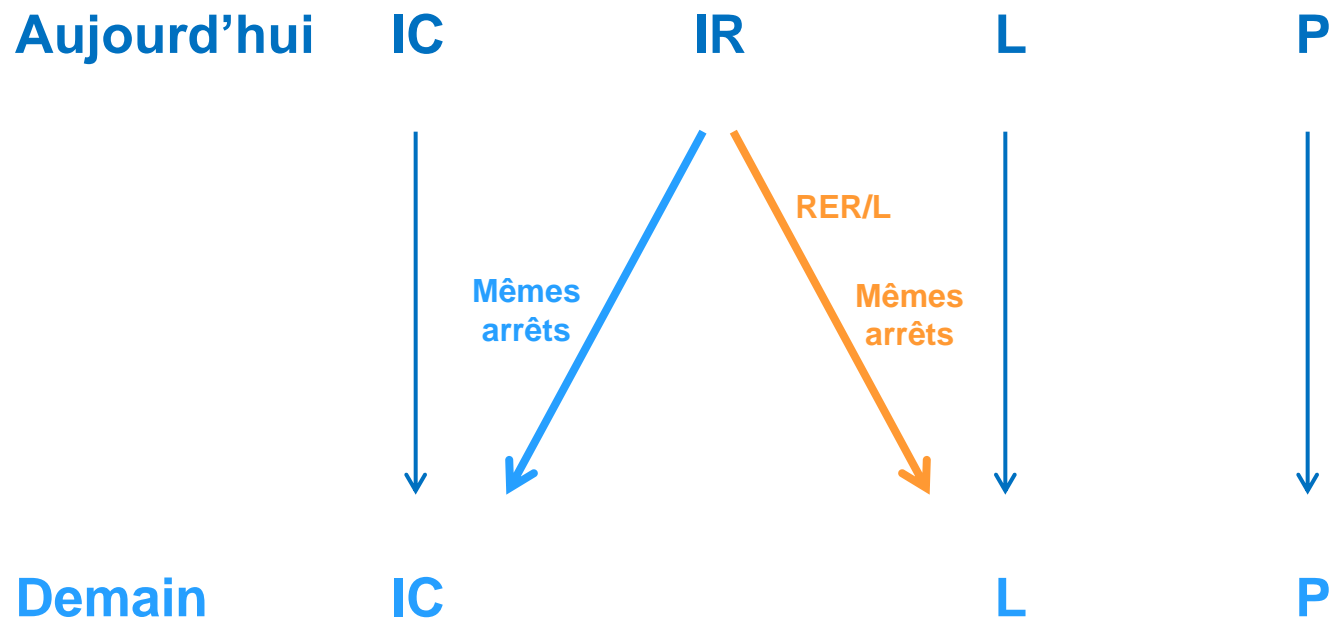 Aujourd’hui IC IR L P
RER/L
Mêmes
arrêts
Mêmes
arrêts
Demain IC L P